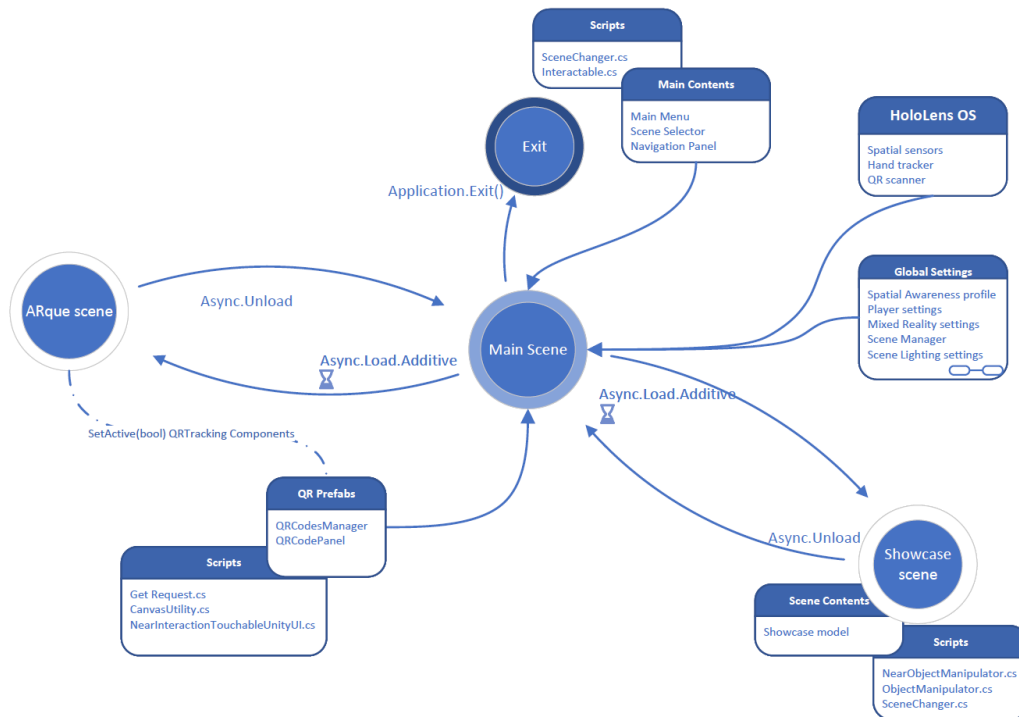 Scripts
SceneChanger.cs
Interactable.cs
Main Contents
Main Menu
Scene Selector
Navigation Panel
HoloLens OS
Spatial sensors
Hand tracker
QR scanner
Exit
Application.Exit()
Global Settings
Spatial Awareness profile
Player settings
Mixed Reality settings
Scene Manager
Scene Lighting settings
ARque scene
Async.Unload
Main Scene
Async.Load.Additive
Async.Load.Additive
SetActive(bool) QRTracking Components
QR Prefabs
QRCodesManager
QRCodePanel
Scripts
Get Request.cs
CanvasUtility.cs
NearInteractionTouchableUnityUI.cs
Async.Unload
Showcase
scene
Scene Contents
Showcase model
Scripts
NearObjectManipulator.cs
ObjectManipulator.cs
SceneChanger.cs